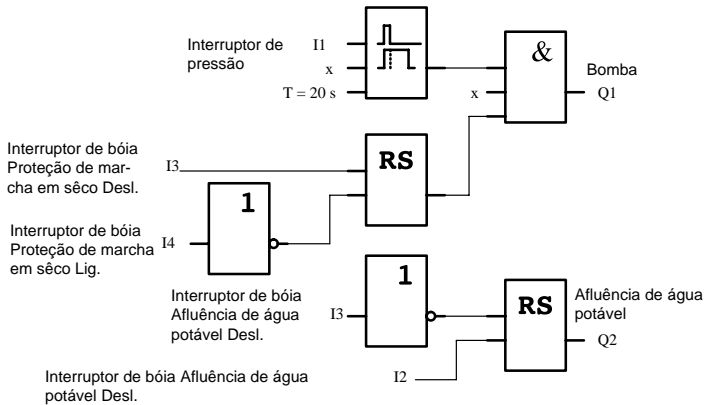 Interruptor de
pressão
I1
x
T = 20 s
&
x
Bomba
Q1
Interruptor de bóia
Proteção de mar-
cha em sêco Desl.
I3
RS
Interruptor de bóia
Proteção de marcha
em sêco Lig.
I4
1
Interruptor de bóia
Afluência de água
potável Desl.
I3
1
RS
Afluência de água
potável
Q2
Interruptor de bóia Afluência de água
potável Desl.
I2